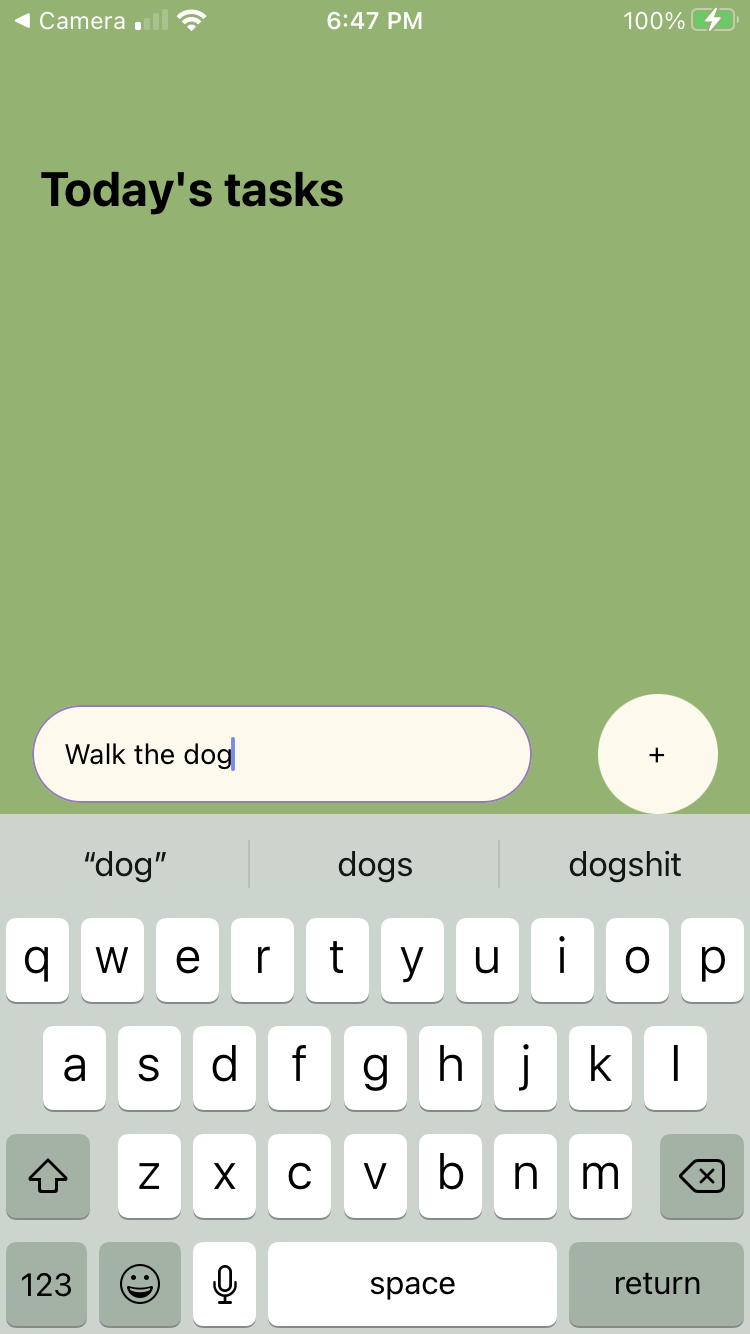 Camera 6:47 PM 100%
Today's tasks
Walk the dog +
“dog” dogs dogshit
q w e r t y u i o p
a s d f g h j k l
z x c v b n m
123 space return